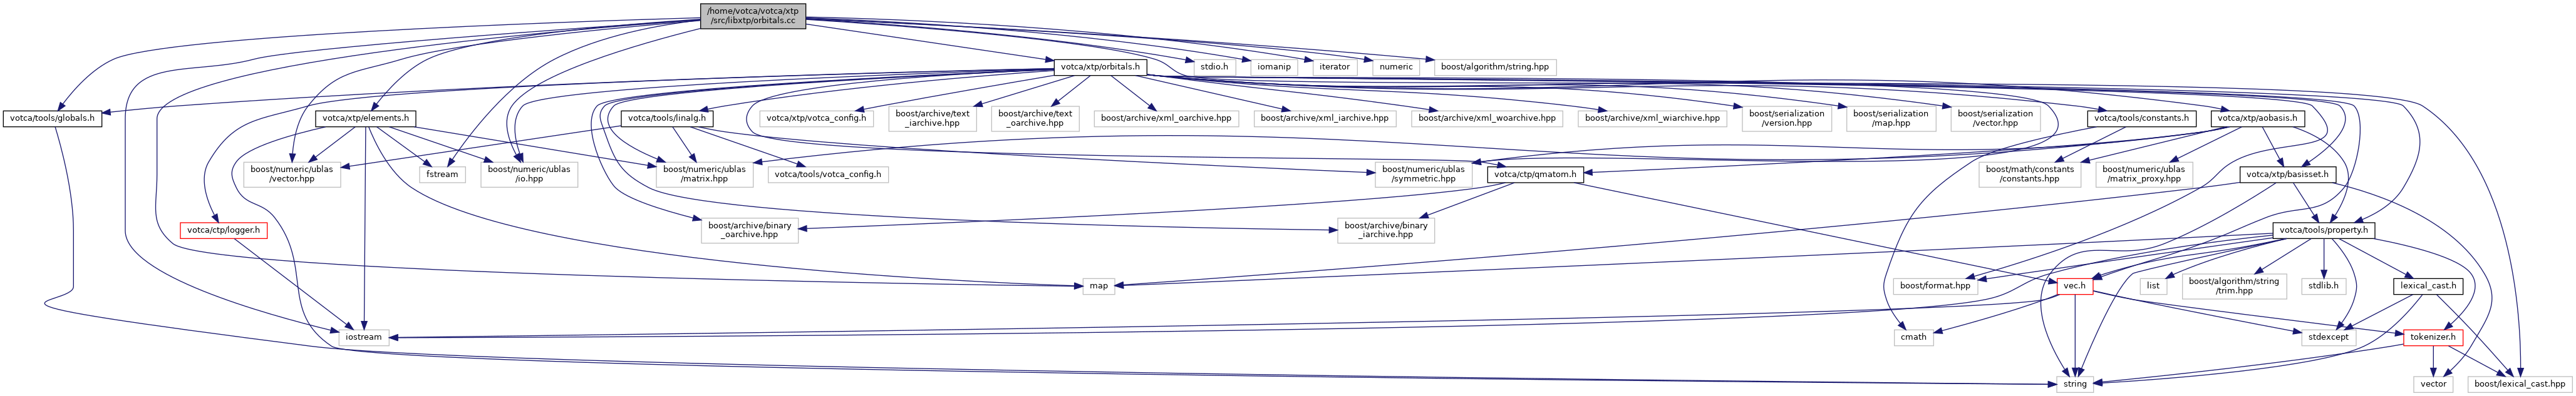 /home/votca/votca/xtp
/src/libxtp/orbitals.cc
votca/xtp/orbitals.h
stdio.h
iomanip
iterator
numeric
boost/algorithm/string.hpp
votca/tools/globals.h
votca/xtp/elements.h
votca/tools/linalg.h
votca/xtp/votca_config.h
boost/archive/text
_iarchive.hpp
boost/archive/text
_oarchive.hpp
boost/archive/xml_oarchive.hpp
boost/archive/xml_iarchive.hpp
boost/archive/xml_woarchive.hpp
boost/archive/xml_wiarchive.hpp
boost/serialization
/version.hpp
boost/serialization
/map.hpp
boost/serialization
/vector.hpp
votca/tools/constants.h
votca/xtp/aobasis.h
boost/numeric/ublas
/vector.hpp
fstream
boost/numeric/ublas
/io.hpp
boost/numeric/ublas
/matrix.hpp
votca/tools/votca_config.h
boost/numeric/ublas
/symmetric.hpp
votca/ctp/qmatom.h
boost/math/constants
/constants.hpp
boost/numeric/ublas
/matrix_proxy.hpp
votca/xtp/basisset.h
votca/ctp/logger.h
boost/archive/binary
_oarchive.hpp
boost/archive/binary
_iarchive.hpp
votca/tools/property.h
map
boost/format.hpp
vec.h
list
boost/algorithm/string
/trim.hpp
stdlib.h
lexical_cast.h
iostream
cmath
stdexcept
tokenizer.h
string
vector
boost/lexical_cast.hpp